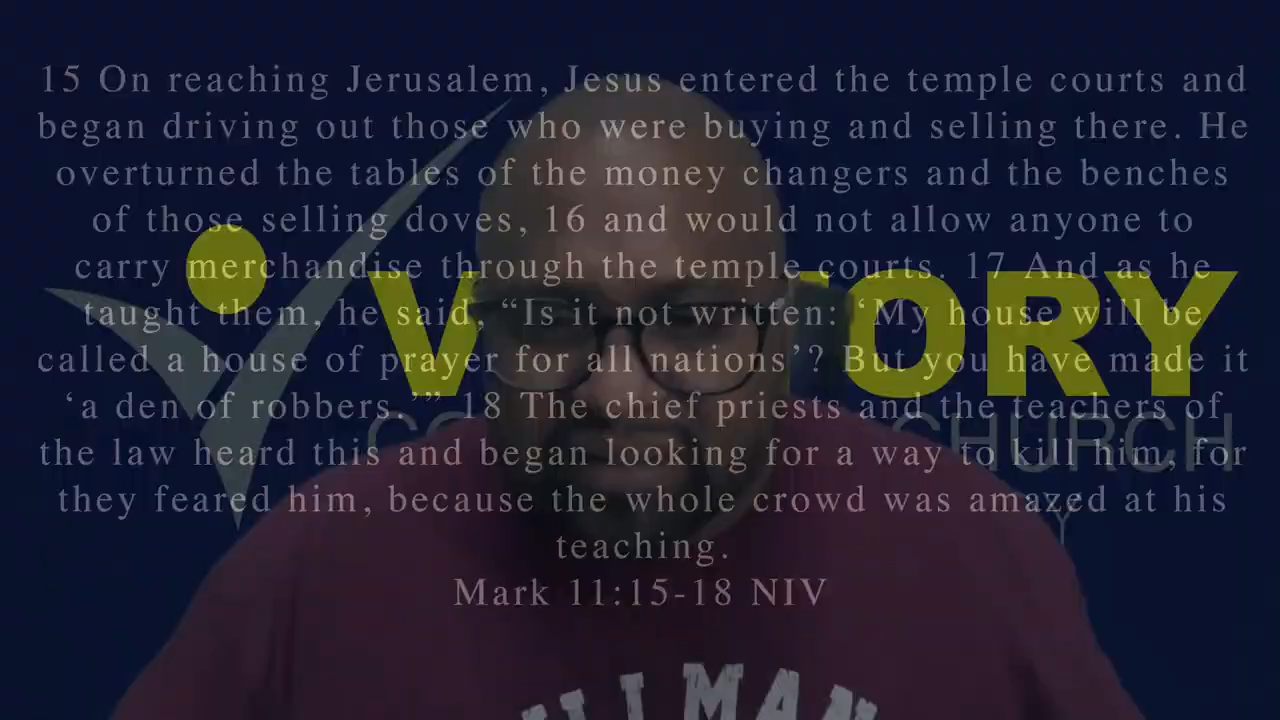 15 On reaching Jerusalem, Jesus entered the temple courts and
began driving out those who were buying and selling there. He
overturned the tables of the money changers and the benches
of those selling doves, 16 and would not allow anyone to
carry merchandise through the temple courts. 17 And as he
taught them, he said, “Is it not written: ‘My house will be
called a house of prayer for all nations’? But you have made it
‘a den of robbers.’” 18 The chief priests and the teachers of
the law heard this and began looking for a way to kill him, for
they feared him, because the whole crowd was amazed at his
teaching.
Mark 11:15-18 NIV
CHURCH